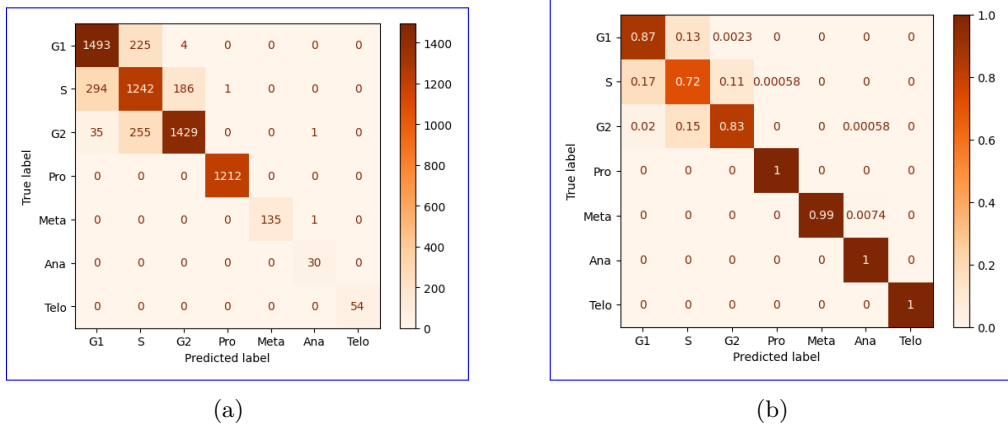 G1 1493 225 4 0 0 0 0
S 294 1242 186 1 0 0 0
G2 35 255 1429 0 0 1 0
Pro 0 0 0 1212 0 0 0
Meta 0 0 0 0 135 1 0
Ana 0 0 0 0 0 30 0
Telo 0 0 0 0 0 0 54
G1 S G2 Pro Meta Ana Telo
Predicted label
True label
1400
1200
1000
800
600
400
200
0
(a)
G1 0.87 0.13 0.0023 0 0 0 0
S 0.17 0.72 0.11 0.00058 0 0 0
G2 0.02 0.15 0.83 0 0 0.00058 0
Pro 0 0 0 1 0 0 0
Meta 0 0 0 0 0.99 0.0074 0
Ana 0 0 0 0 0 1 0
Telo 0 0 0 0 0 0 1
G1 S G2 Pro Meta Ana Telo
Predicted label
True label
1.0
0.8
0.6
0.4
0.2
0.0
(b)